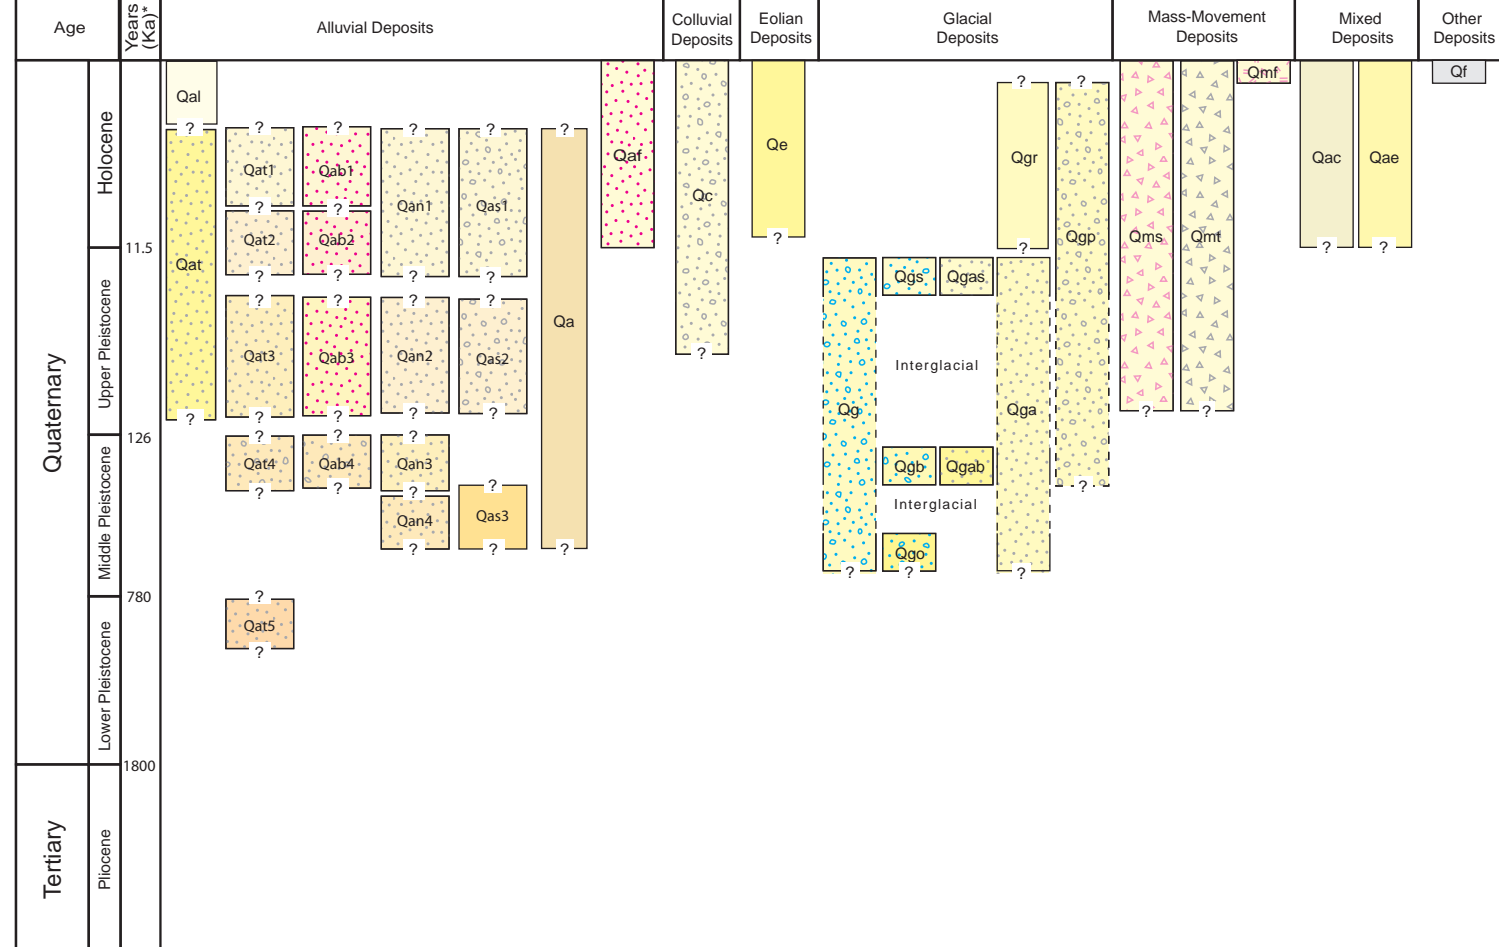 Age
Years
(Ka)*
Alluvial Deposits
Colluvial
Deposits
Eolian
Deposits
Glacial
Deposits
Mass-Movement
Deposits
Mixed
Deposits
Other
Deposits
Quaternary
Tertiary
Holocene
Upper Pleistocene
Middle Pleistocene
Lower Pleistocene
Pliocene
11.5
126
780
1800
Qal
?
Qat
?
?
Qat1
?
Qat2
?
?
Qat3
?
?
Qat4
?
?
Qat5
?
?
Qab1
?
Qab2
?
?
Qab3
?
?
Qab4
?
?
Qan1
?
?
Qan2
?
?
Qan3
?
Qan4
?
?
Qas1
?
?
Qas2
?
?
Qas3
?
?
Qa
?
Qaf
Qc
?
Qe
?
Qg
?
Qgs
Qgas
Interglacial
Qgb
Qgab
Interglacial
Qgo
?
?
Qgr
?
Qga
?
?
Qgp
?
Qms
?
Qmf
?
Qmf
Qac
?
Qae
?
Qf